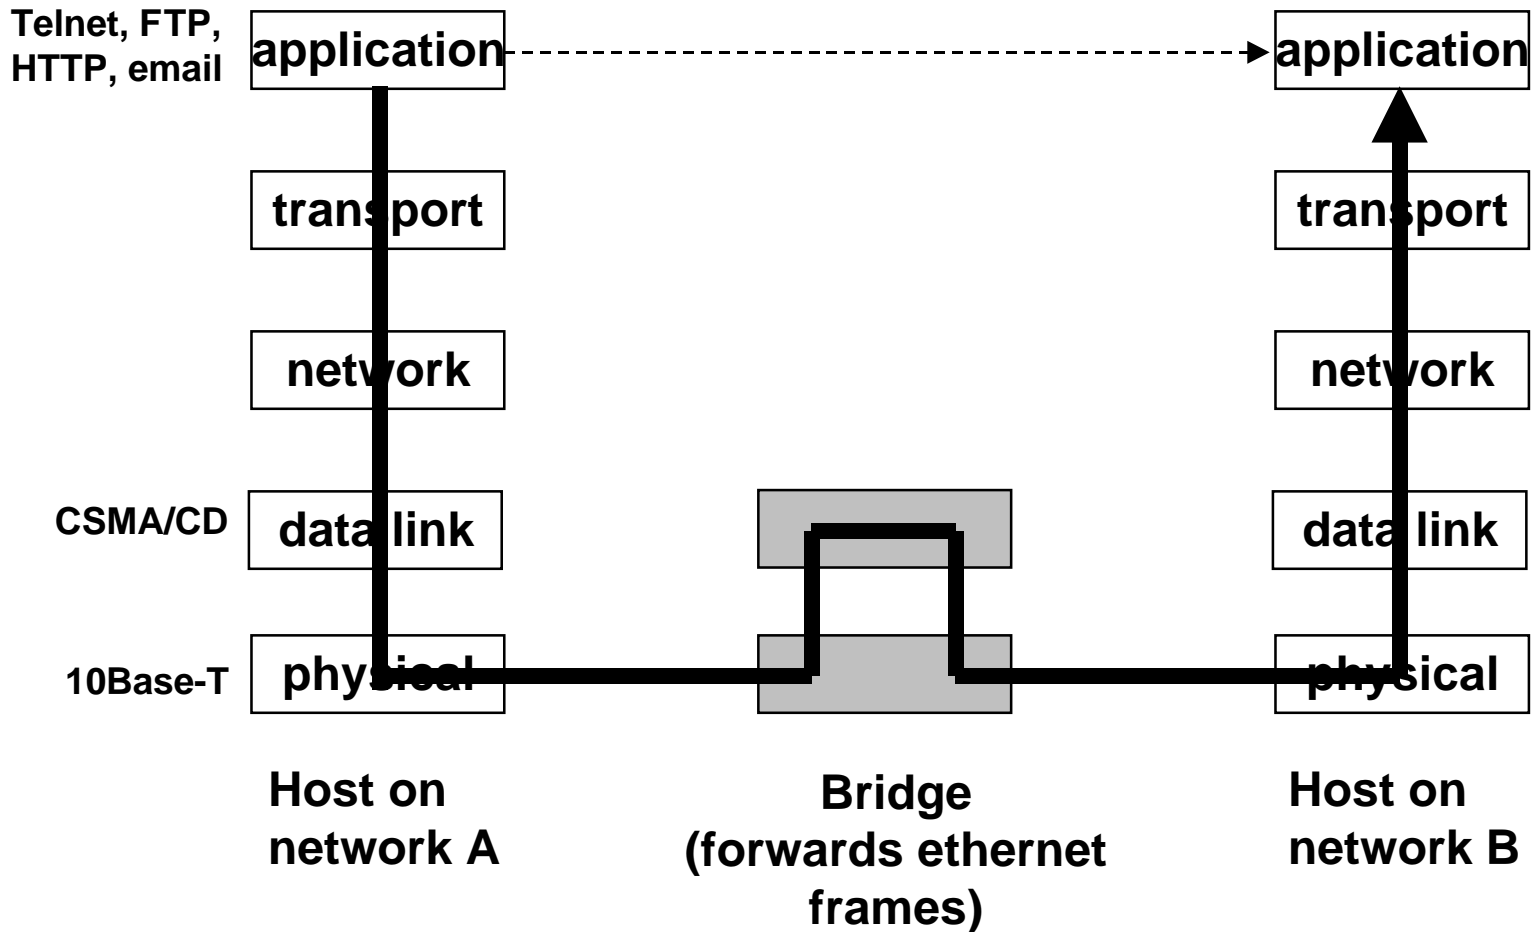 Telnet, FTP,
HTTP, email
application
application
transport
transport
network
network
CSMA/CD
data link
data link
10Base-T
physical
physical
Host on
network A
Bridge
(forwards ethernet
frames)
Host on
network B